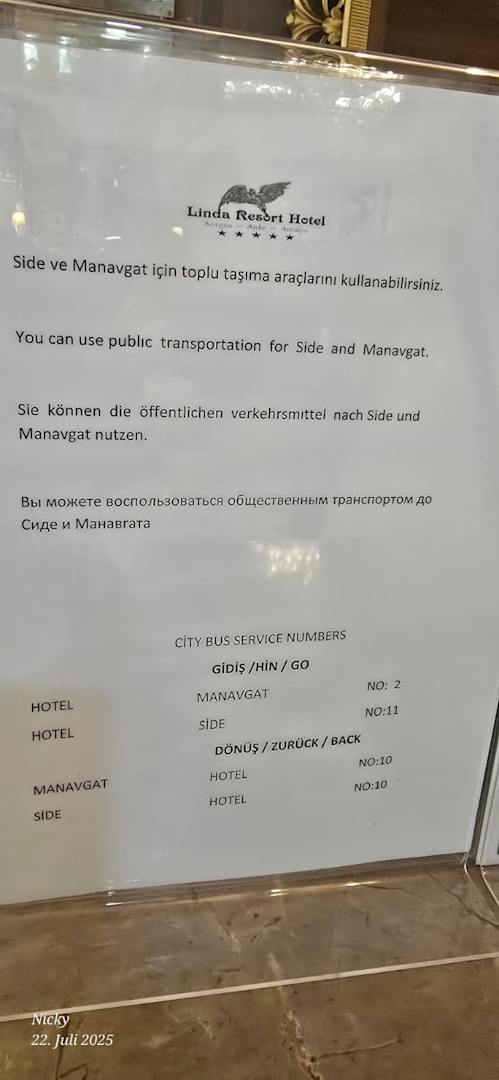 Linda Resort Hotel
Side ve Manavgat için toplu taşıma araçlarını kullanabilirsiniz.
You can use public transportation for Side and Manavgat.
Sie können die öffentlichen verkehrsmıttel nach Side und
Manavgat nutzen.
Вы можете воспользоваться общественным транспортом до
Сиде и Манавгата
CİTY BUS SERVICE NUMBERS
GİDİŞ /HİN / GO
HOTEL MANAVGAT NO: 2
HOTEL SİDE NO:11
DÖNÜŞ / ZURÜCK / BACK
MANAVGAT HOTEL NO:10
SİDE HOTEL NO:10
Nicky
22. Juli 2025